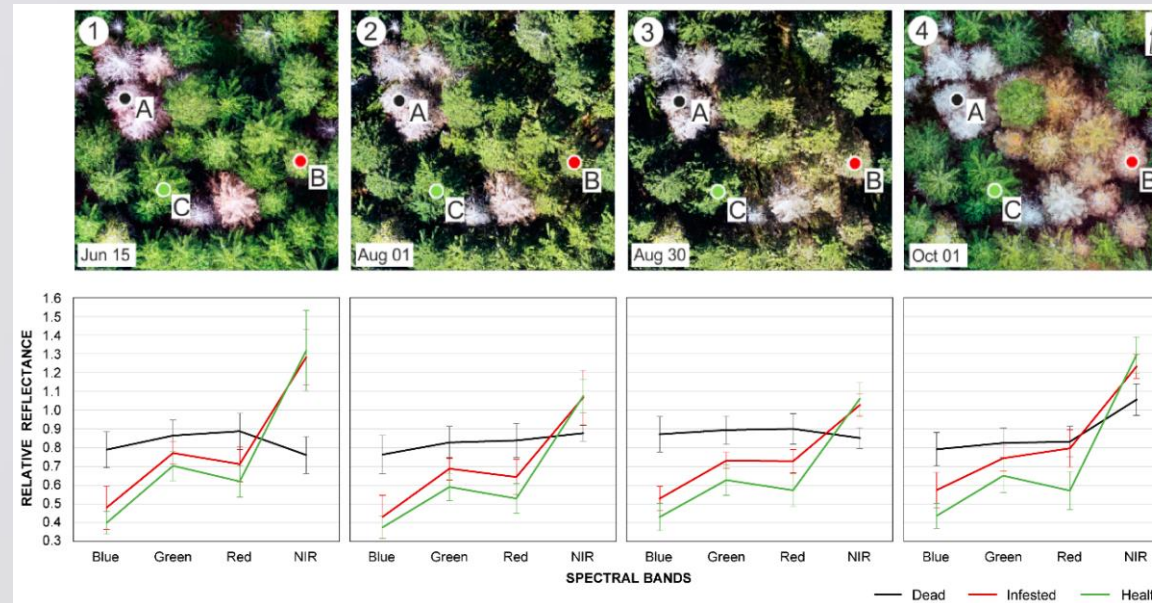 1
2
3
4
A
B
C
Jun 15
A
B
C
Aug 01
A
B
C
Aug 30
A
B
C
Oct 01
RELATIVE REFLECTANCE
1.6
1.5
1.4
1.3
1.2
1.1
1.0
0.9
0.8
0.7
0.6
0.5
0.4
0.3
Blue Green Red NIR
Blue Green Red NIR
Blue Green Red NIR
Blue Green Red NIR
SPECTRAL BANDS
Dead Infested Healt